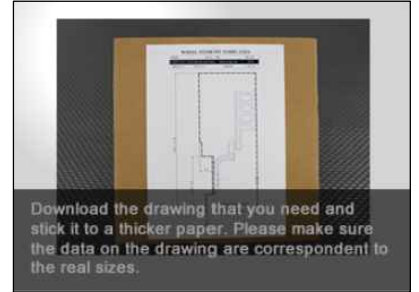 Download the drawing that you need and
stick it to a thicker paper. Please make sure
the data on the drawing are correspondent to
the real sizes.